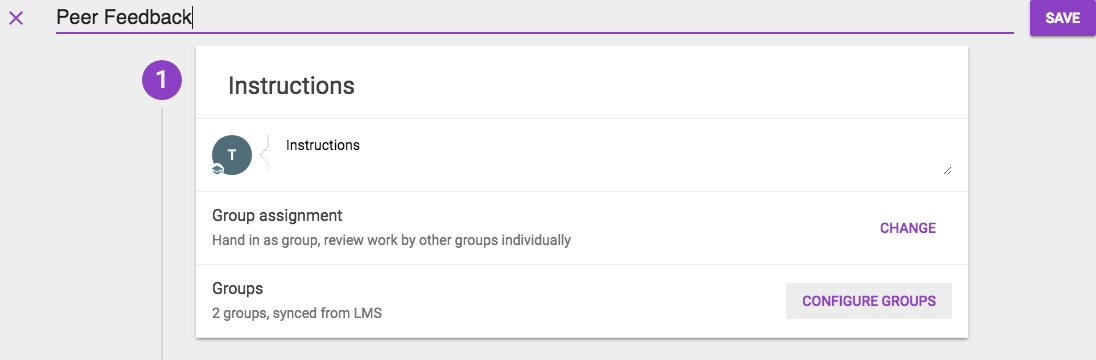 Peer Feedback
SAVE
1
Instructions
T
Instructions
Group assignment
Hand in as group, review work by other groups individually
CHANGE
Groups
2 groups, synced from LMS
CONFIGURE GROUPS